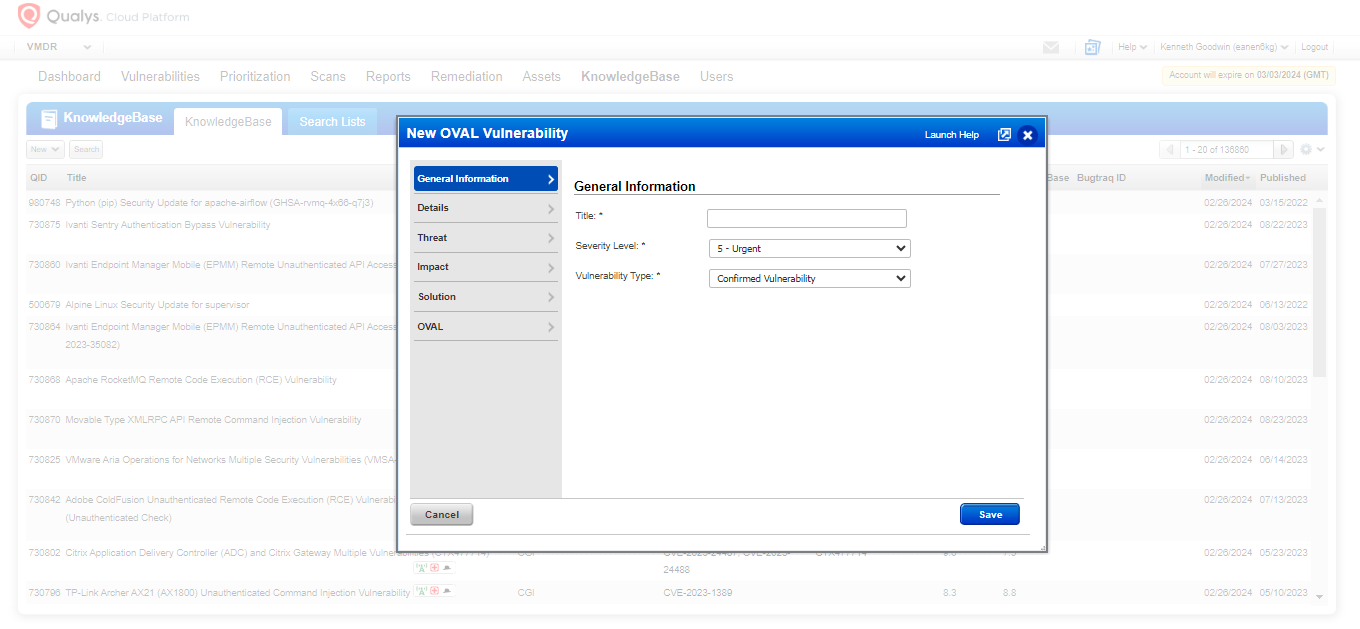 Qualys. Cloud Platform
VMDR
Help
Kenneth Goodwin (eanen5kg)
Logout
Dashboard Vulnerabilities Prioritization Scans Reports Remediation Assets KnowledgeBase Users
Account will expire on 03/03/2024 (GMT)
KnowledgeBase KnowledgeBase Search Lists
New Search
1 - 20 of 136860
QID Title Base Bugtraq ID Modified Published
980748 Python (pip) Security Update for apache-airflow (GHSA-rvmq-4x66-q7j3) 02/26/2024 03/15/2022
730875 Ivanti Sentry Authentication Bypass Vulnerability 02/26/2024 08/22/2023
730860 Ivanti Endpoint Manager Mobile (EPMM) Remote Unauthenticated API Access 02/26/2024 07/27/2023
500679 Alpine Linux Security Update for supervisor 02/26/2024 06/13/2022
730864 Ivanti Endpoint Manager Mobile (EPMM) Remote Unauthenticated API Access 02/26/2024 08/03/2023
2023-35082)
730868 Apache RocketMQ Remote Code Execution (RCE) Vulnerability 02/26/2024 08/10/2023
730870 Movable Type XMLRPC API Remote Command Injection Vulnerability 02/26/2024 08/23/2023
730825 VMware Aria Operations for Networks Multiple Security Vulnerabilities (VMSA- 02/26/2024 06/14/2023
730842 Adobe ColdFusion Unauthenticated Remote Code Execution (RCE) 02/26/2024 07/13/2023
(Unauthenticated Check)
730802 Citrix Application Delivery Controller (ADC) and Citrix Gateway Multiple 02/26/2024 05/23/2023
24488
730796 TP-Link Archer AX21 (AX1800) Unauthenticated Command Injection Vulnerability CGI CVE-2023-1389 8.3 8.8 02/26/2024 05/10/2023
New OVAL Vulnerability
Launch Help
General Information
Details
Threat
Impact
Solution
OVAL
General Information
Title: *
Severity Level: * 5 - Urgent
Vulnerability Type: * Confirmed Vulnerability
Cancel Save